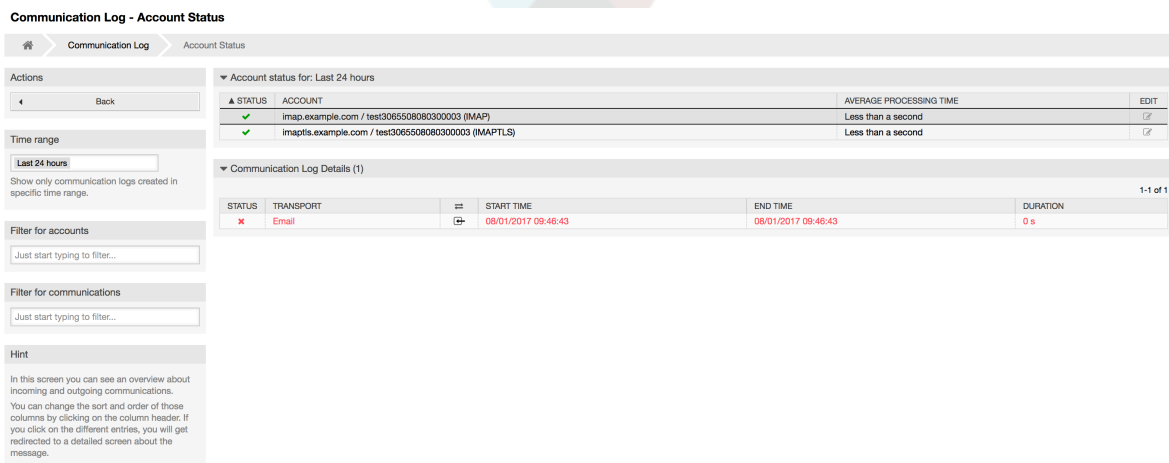 Communication Log - Account Status
Communication Log
Account Status
Actions
Back
Time range
Last 24 hours
Show only communication logs created in
specific time range.
Filter for accounts
Just start typing to filter...
Filter for communications
Just start typing to filter...
Hint
In this screen you can see an overview about
incoming and outgoing communications.
You can change the sort and order of those
columns by clicking on the column header. If
you click on the different entries, you will get
redirected to a detailed screen about the
message.
Account status for: Last 24 hours
STATUS ACCOUNT AVERAGE PROCESSING TIME EDIT
imap.example.com / test3065508080300003 (IMAP) Less than a second
imaptls.example.com / test3065508080300003 (IMAPTLS) Less than a second
Communication Log Details (1)
1-1 of 1
STATUS TRANSPORT START TIME END TIME DURATION
Email 08/01/2017 09:46:43 08/01/2017 09:46:43 0 s